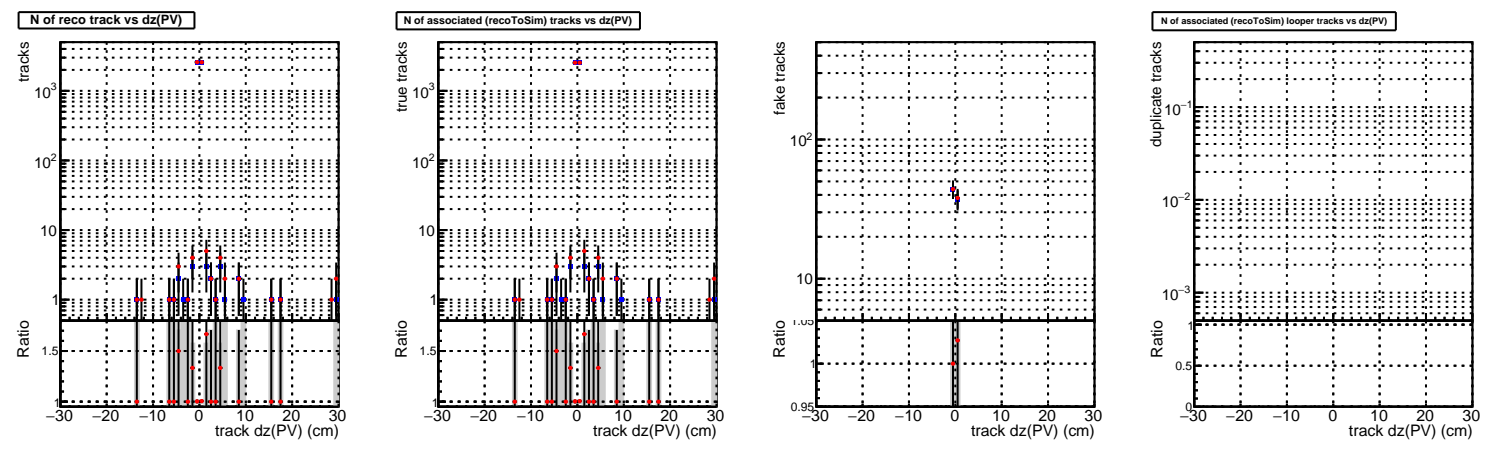 N of reco track vs dz(PV)
tracks
10³
10²
10
1
Ratio
1.5
1
−30 −20 −10 0 10 20 30
track dz(PV) (cm)
N of associated (recoToSim) tracks vs dz(PV)
true tracks
10³
10²
10
1
Ratio
1.5
1
−30 −20 −10 0 10 20 30
track dz(PV) (cm)
fake tracks
10²
10
Ratio
1.05
1
0.95
−30 −20 −10 0 10 20 30
track dz(PV) (cm)
N of associated (recoToSim) looper tracks vs dz(PV)
duplicate tracks
10⁻¹
10⁻²
10⁻³
Ratio
1
0.5
0
−30 −20 −10 0 10 20 30
track dz(PV) (cm)